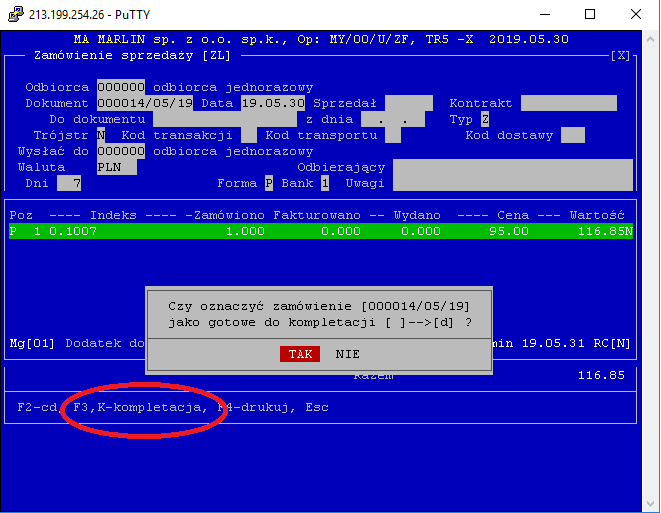 213.199.254.26 - PuTTY
MA MARLIN sp. z o.o. sp.k., Op: MY/00/U/ZF, TR5 -X 2019.05.30
Zamówienie sprzedaży [ZL] [X]
Odbiorca 000000 odbiorca jednorazowy
Dokument 000014/05/19 Data 19.05.30 Sprzedał Kontrakt
Do dokumentu z dnia . . Typ Z
Trójstr N Kod transakcji Kod transportu Kod dostawy
Wysłać do 000000 odbiorca jednorazowy
Waluta PLN Odbierający
Dni 7 Forma P Bank 1 Uwagi
Poz ---- Indeks ---- -Zamówiono Fakturowano -- Wydano ---- Cena --- Wartość
P 1 0.1007 1.000 0.000 0.000 95.00 116.85N
Czy oznaczyć zamówienie [000014/05/19]
jako gotowe do kompletacji [ ]-->[d] ?
Mg[01] Dodatek do min 19.05.31 RC[N]
TAK NIE
Razem 116.85
F2-cd, F3,K-kompletacja, F4-drukuj, Esc